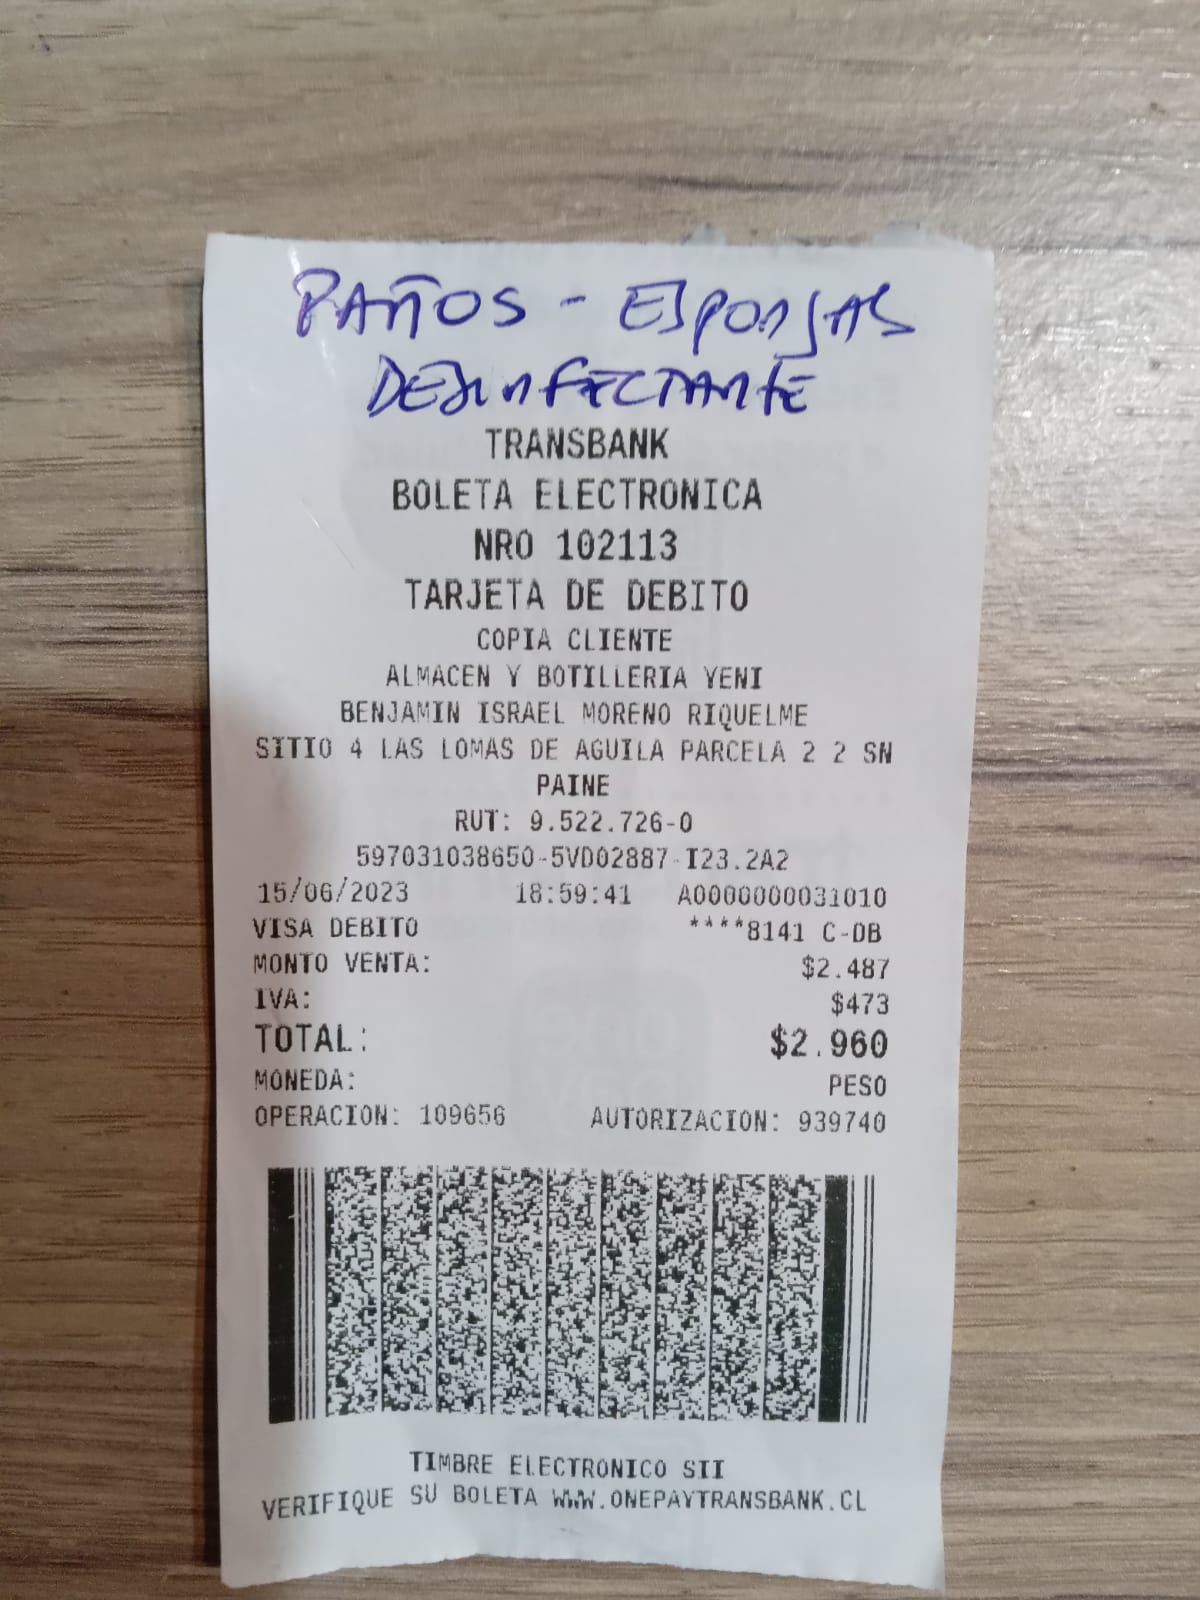 PAÑOS - ESPONJAS
DESINFECTANTE
TRANSBANK
BOLETA ELECTRONICA
NRO 102113
TARJETA DE DEBITO
COPIA CLIENTE
ALMACEN Y BOTILLERIA YENI
BENJAMIN ISRAEL MORENO RIQUELME
SITIO 4 LAS LOMAS DE AGUILA PARCELA 2 2 SN
PAINE
RUT: 9.522.726-0
597031038650-5VD02887-I23.2A2
15/06/2023 18:59:41 A0000000031010
VISA DEBITO ****8141 C-DB
MONTO VENTA: $2.487
IVA: $473
TOTAL: $2.960
MONEDA: PESO
OPERACION: 109656 AUTORIZACION: 939740
TIMBRE ELECTRONICO SII
VERIFIQUE SU BOLETA WWW.ONEPAYTRANSBANK.CL